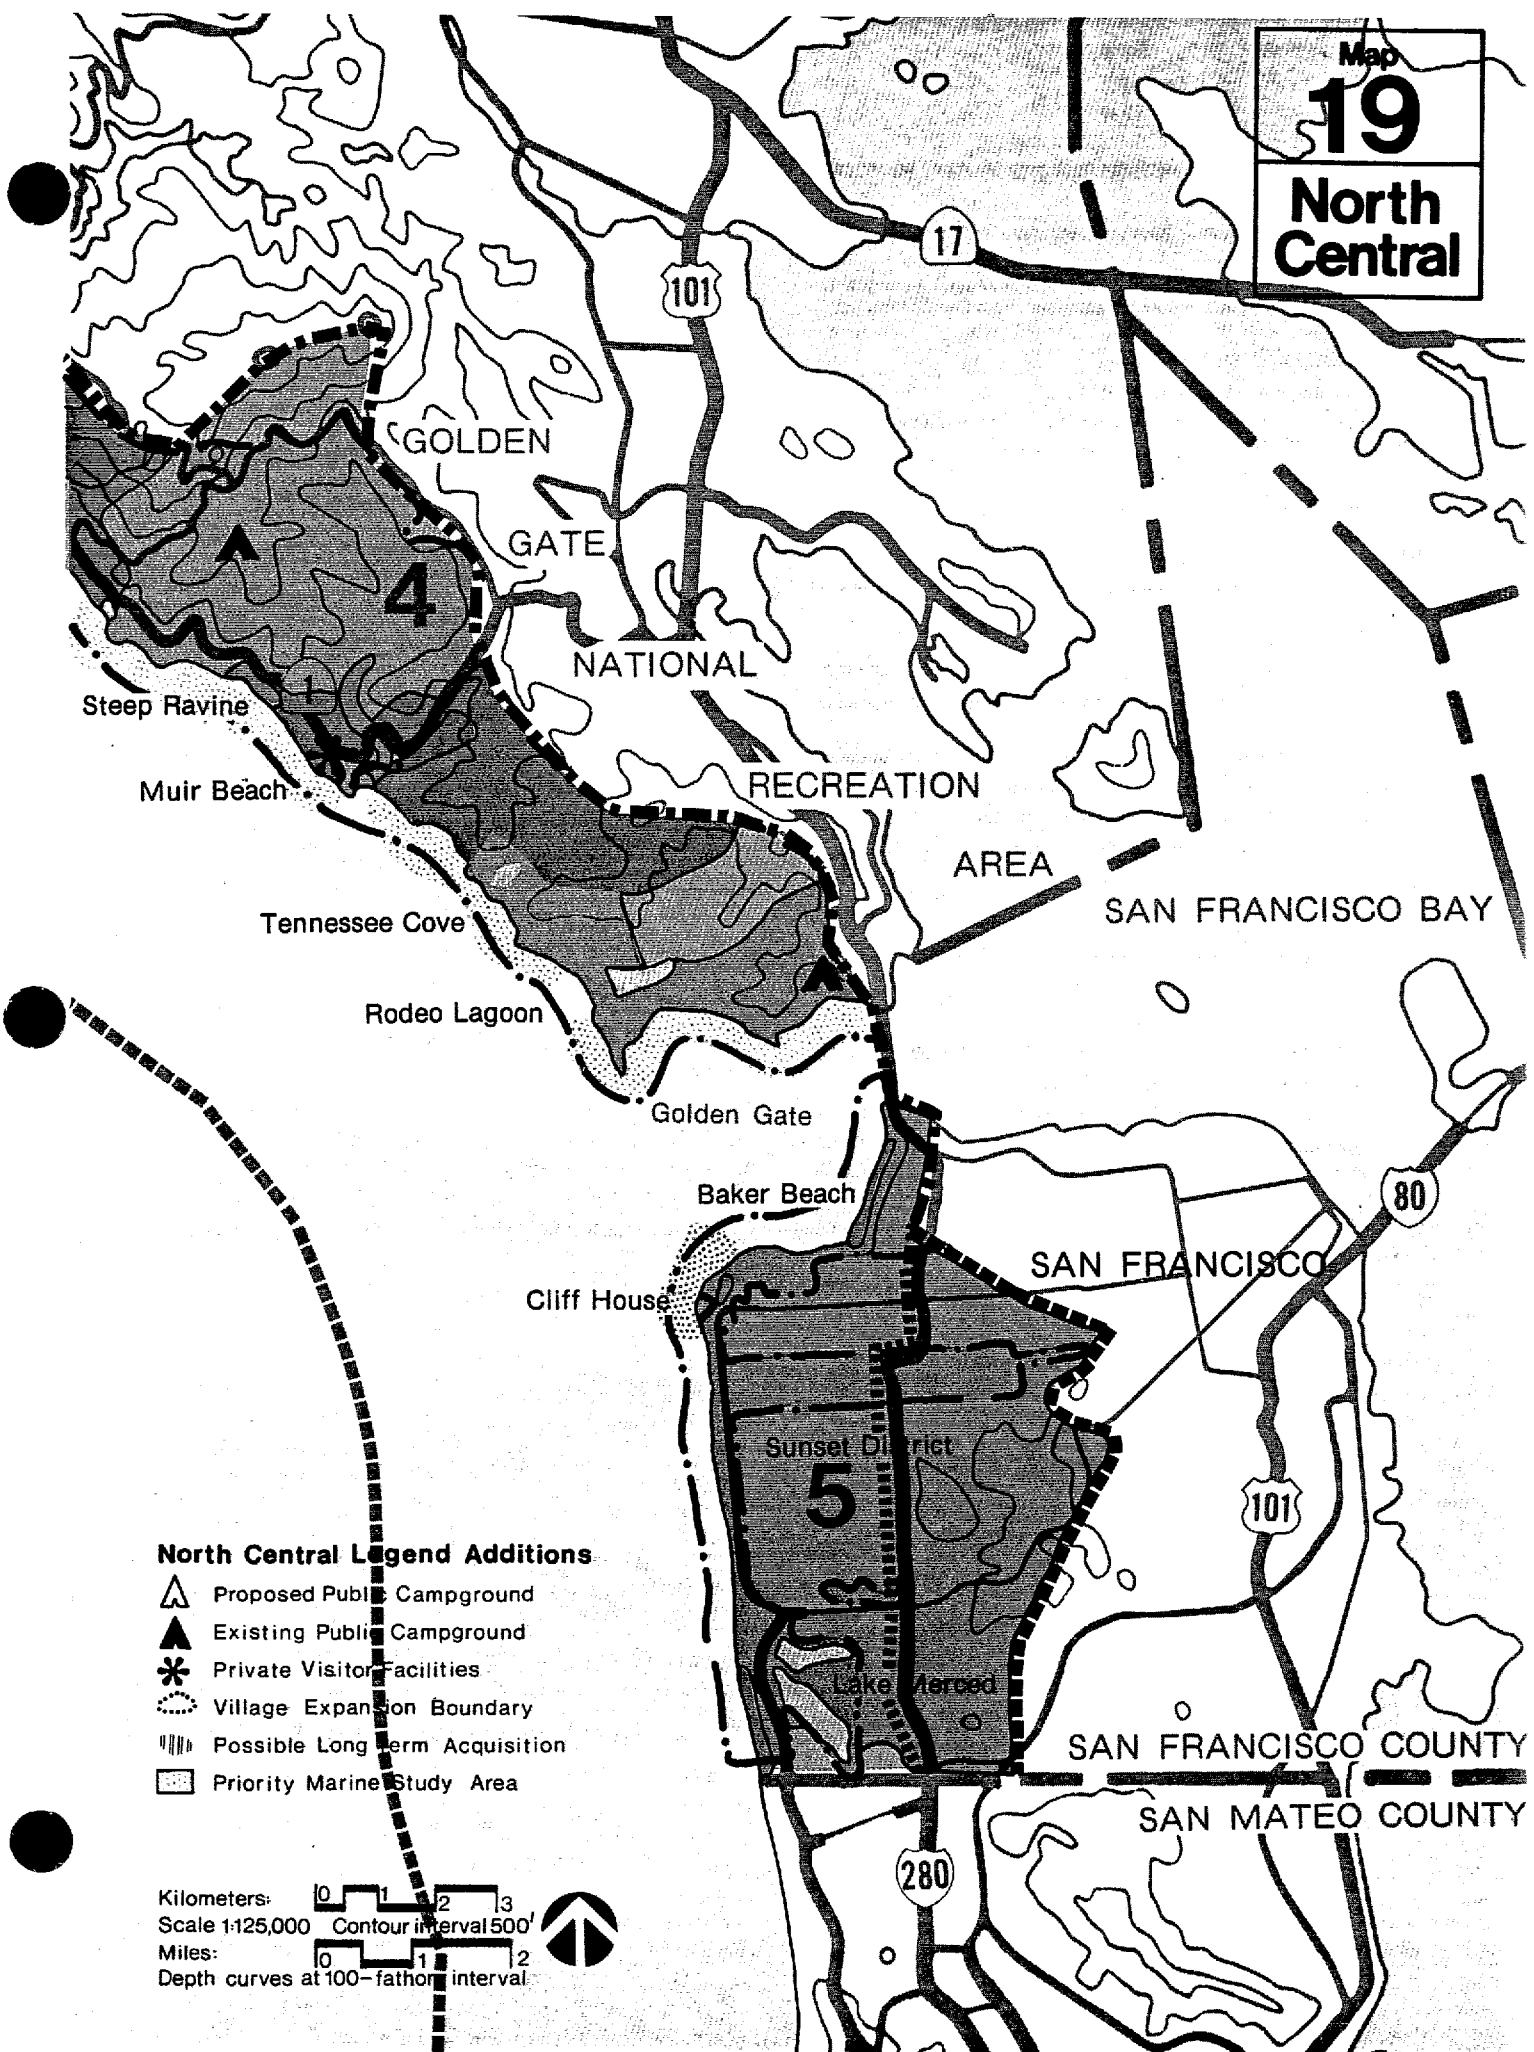 Map
19
North
Central
17
101
GOLDEN
GATE
4
NATIONAL
1
Steep Ravine
Muir Beach
RECREATION
AREA
SAN FRANCISCO BAY
Tennessee Cove
Rodeo Lagoon
Golden Gate
Baker Beach
80
SAN FRANCISCO
Cliff House
Sunset District
5
101
North Central Legend Additions
Proposed Public Campground
Existing Public Campground
Private Visitor Facilities
Village Expansion Boundary
Possible Long Term Acquisition
Priority Marine Study Area
Lake Merced
SAN FRANCISCO COUNTY
SAN MATEO COUNTY
280
Kilometers: 0 1 2 3
Scale 1:125,000 Contour interval 500'
Miles: 0 1 2
Depth curves at 100-fathom interval